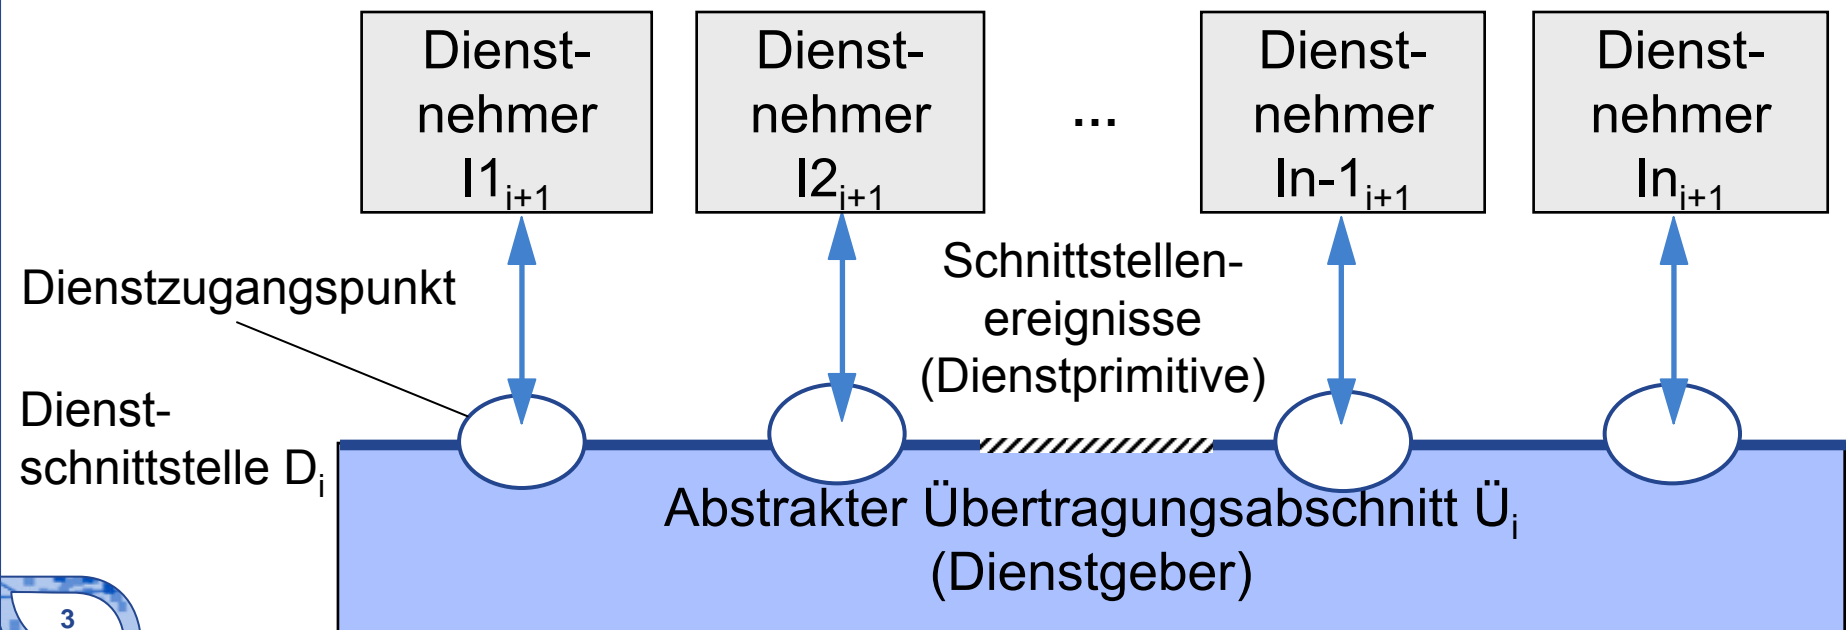 Dienst-
nehmer
I1i+1
Dienst-
nehmer
I2i+1
...
Dienst-
nehmer
In-1i+1
Dienst-
nehmer
Ini+1
Dienstzugangspunkt
Schnittstellen-
ereignisse
(Dienstprimitive)
Dienst-
schnittstelle Di
Abstrakter Übertragungsabschnitt Üi
(Dienstgeber)
3